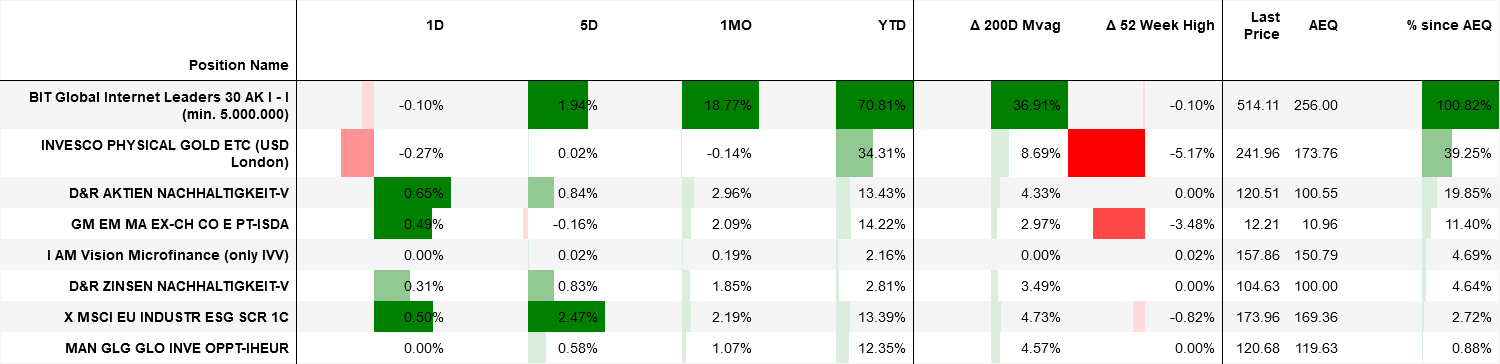 Position Name 1D 5D 1MO YTD Δ 200D Mvag Δ 52 Week High Last Price AEQ % since AEQ
BIT Global Internet Leaders 30 AK I - I (min. 5.000.000) -0.10% 1.94% 18.77% 70.81% 36.91% -0.10% 514.11 256.00 100.82%
INVESCO PHYSICAL GOLD ETC (USD London) -0.27% 0.02% -0.14% 34.31% 8.69% -5.17% 241.96 173.76 39.25%
D&R AKTIEN NACHHALTIGKEIT-V 0.65% 0.84% 2.96% 13.43% 4.33% 0.00% 120.51 100.55 19.85%
GM EM MA EX-CH CO E PT-ISDA 0.49% -0.16% 2.09% 14.22% 2.97% -3.48% 12.21 10.96 11.40%
I AM Vision Microfinance (only IVV) 0.00% 0.02% 0.19% 2.16% 0.00% 0.02% 157.86 150.79 4.69%
D&R ZINSEN NACHHALTIGKEIT-V 0.31% 0.83% 1.85% 2.81% 3.49% 0.00% 104.63 100.00 4.64%
X MSCI EU INDUSTR ESG SCR 1C 0.50% 2.47% 2.19% 13.39% 4.73% -0.82% 173.96 169.36 2.72%
MAN GLG GLO INVE OPPT-IHEUR 0.00% 0.58% 1.07% 12.35% 4.57% 0.00% 120.68 119.63 0.88%